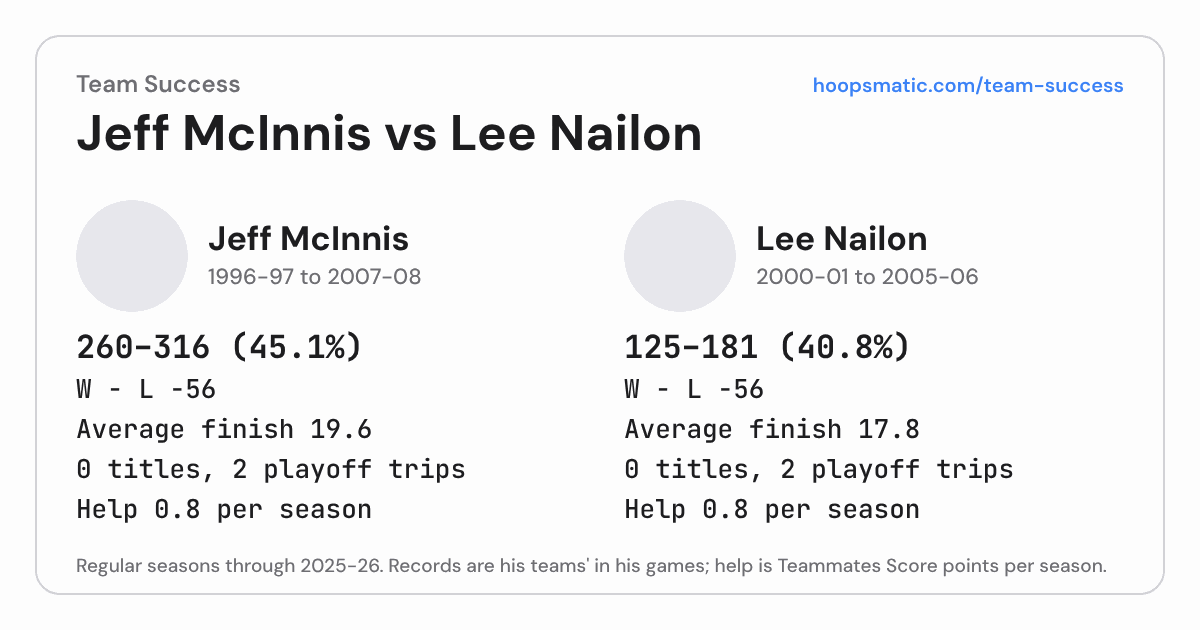 Team Success
hoopsmatic.com/team-success
Jeff McInnis vs Lee Nailon
Jeff McInnis
1996-97 to 2007-08
260-316 (45.1%)
W - L -56
Average finish 19.6
0 titles, 2 playoff trips
Help 0.8 per season
Lee Nailon
2000-01 to 2005-06
125-181 (40.8%)
W - L -56
Average finish 17.8
0 titles, 2 playoff trips
Help 0.8 per season
Regular seasons through 2025-26. Records are his teams' in his games; help is Teammates Score points per season.